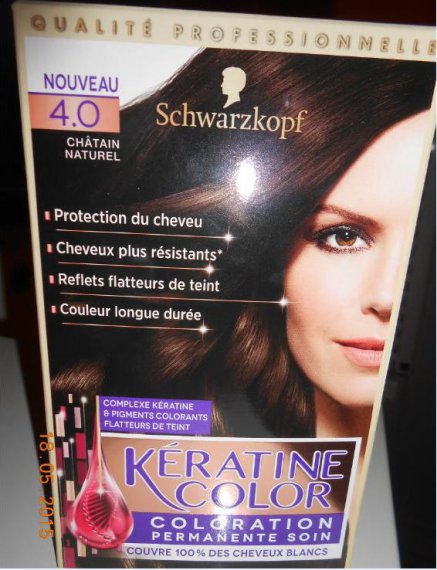 QUALITÉ PROFESSIONNELLE
NOUVEAU
4.0
CHÂTAIN
NATUREL
Schwarzkopf
Protection du cheveu
Cheveux plus résistants*
Reflets flatteurs de teint
Couleur longue durée
COMPLEXE KÉRATINE
& PIGMENTS COLORANTS
FLATTEURS DE TEINT
KÉRATINE
COLOR
COLORATION
PERMANENTE SOIN
COUVRE 100% DES CHEVEUX BLANCS
18.05.2015